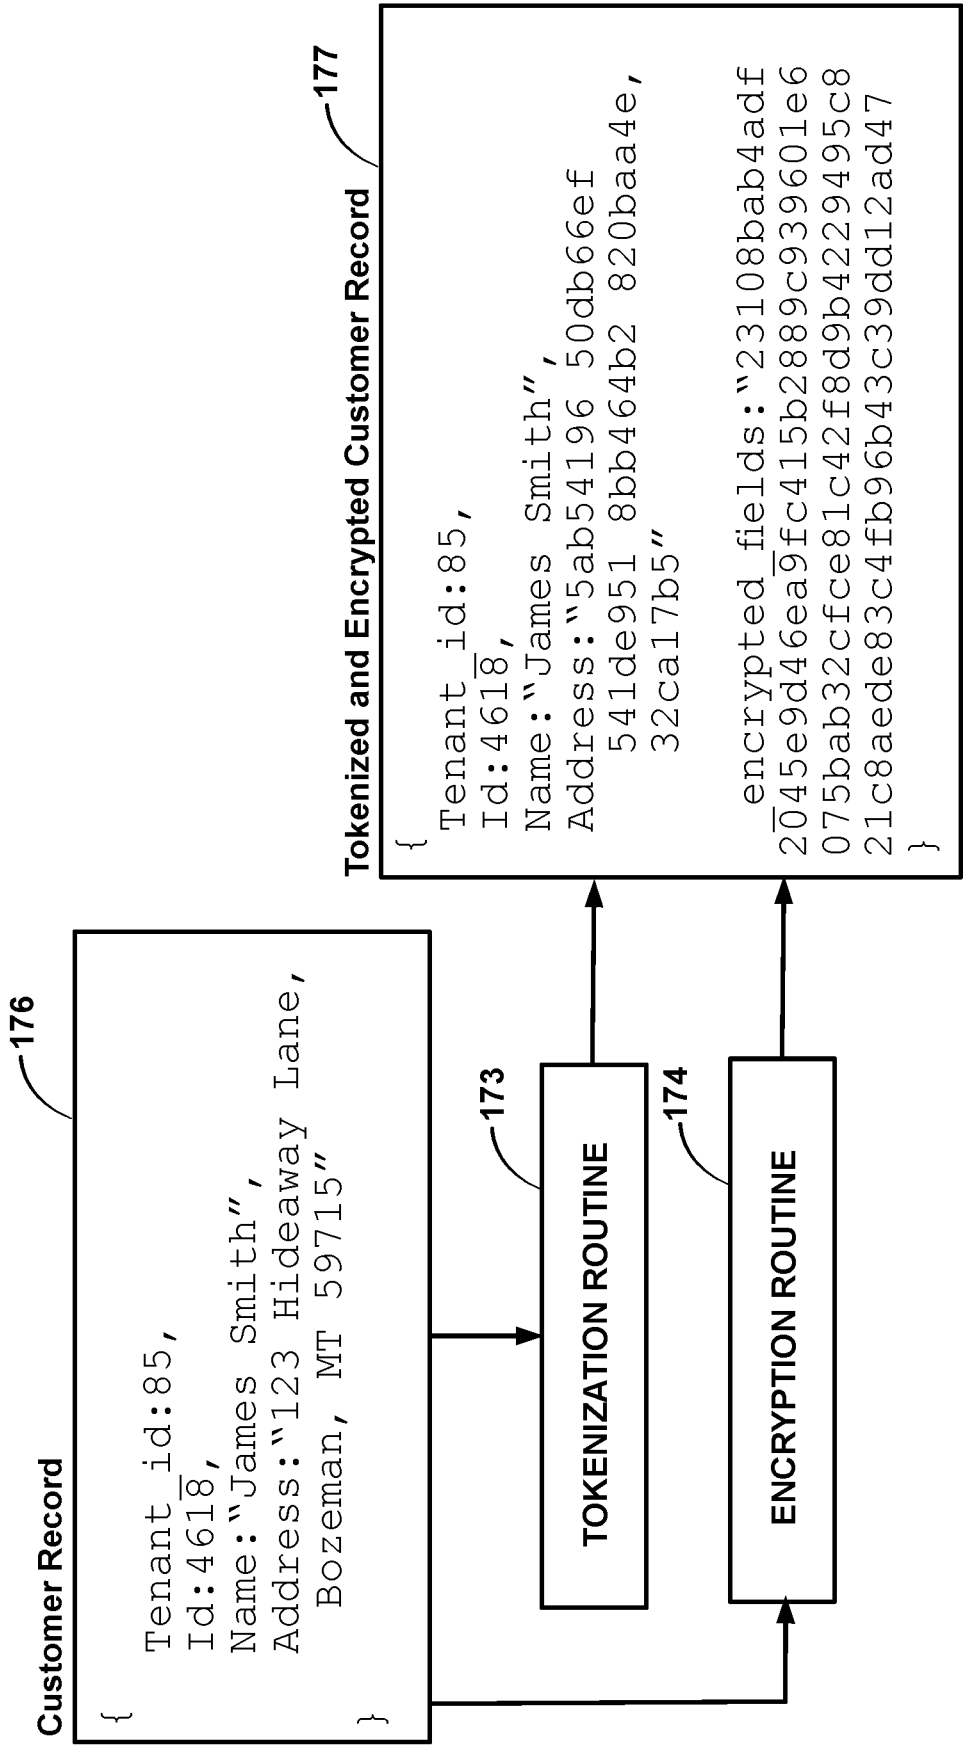 Customer Record
176
{
Tenant_id:85,
Id:4618,
Name:“James Smith”,
Address:“123 Hideaway Lane,
Bozeman, MT 59715”
}
173
TOKENIZATION ROUTINE
174
ENCRYPTION ROUTINE
Tokenized and Encrypted Customer Record
177
{
Tenant_id:85,
Id:4618,
Name:“James Smith”,
Address:“5ab54196 50db66ef
541de951 8bb464b2 820baa4e,
32ca17b5”
encrypted_fields:“23108bab4adf
2045e9d46ea9fc415b2889c939601e6
075bab32cfce81c42f8d9b4229495c8
21c8aede83c4fb96b43c39dd12ad47
}